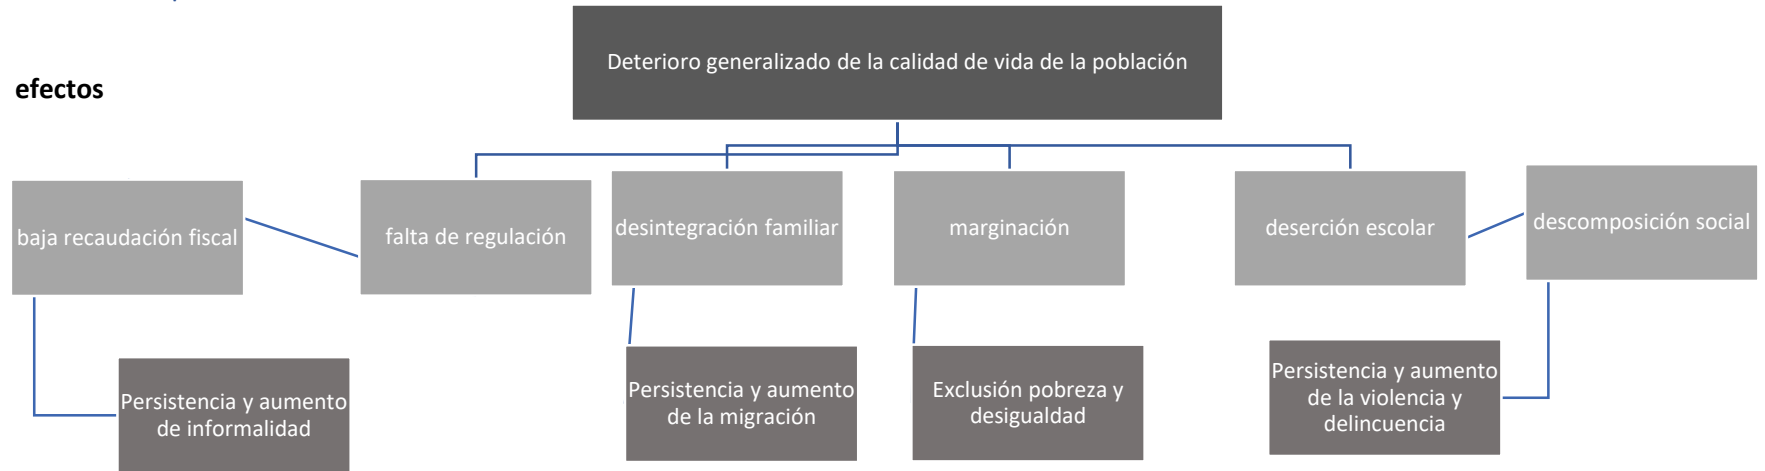 Deterioro generalizado de la calidad de vida de la población
efectos
baja recaudación fiscal
falta de regulación
desintegración familiar
marginación
deserción escolar
descomposición social
Persistencia y aumento
de informalidad
Persistencia y aumento
de la migración
Exclusión pobreza y
desigualdad
Persistencia y aumento
de la violencia y
delincuencia